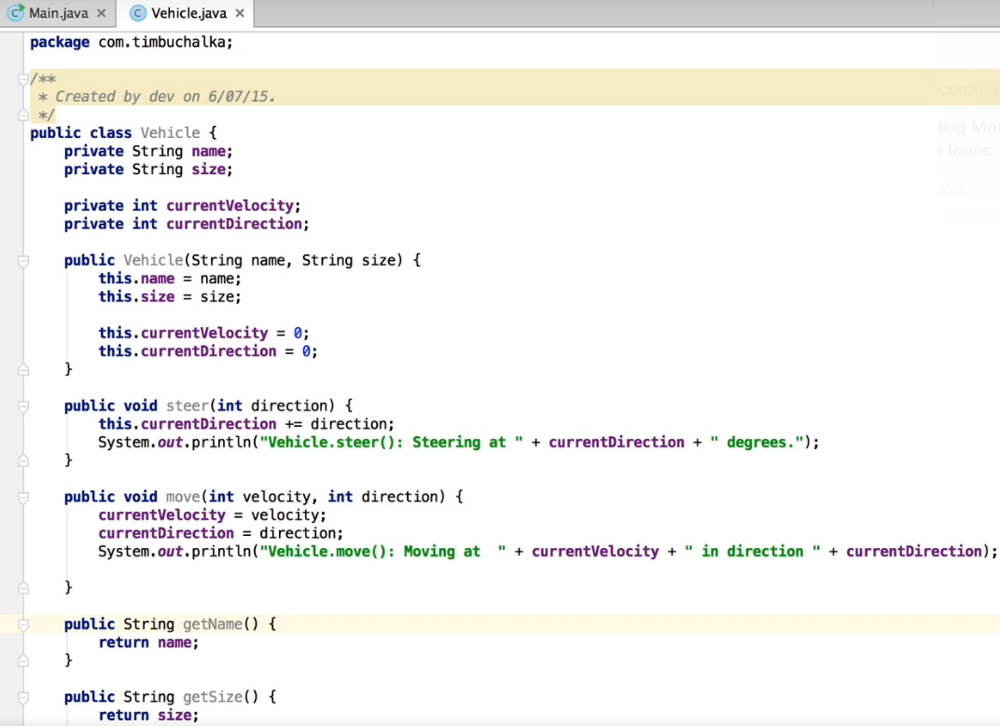 Main.java × Vehicle.java ×
package com.timbuchalka;
/**
* Created by dev on 6/07/15.
*/
public class Vehicle {
private String name;
private String size;
private int currentVelocity;
private int currentDirection;
public Vehicle(String name, String size) {
this.name = name;
this.size = size;
this.currentVelocity = 0;
this.currentDirection = 0;
}
public void steer(int direction) {
this.currentDirection += direction;
System.out.println("Vehicle.steer(): Steering at " + currentDirection + " degrees.");
}
public void move(int velocity, int direction) {
currentVelocity = velocity;
currentDirection = direction;
System.out.println("Vehicle.move(): Moving at  " + currentVelocity + " in direction " + currentDirection);
}
public String getName() {
return name;
}
public String getSize() {
return size;